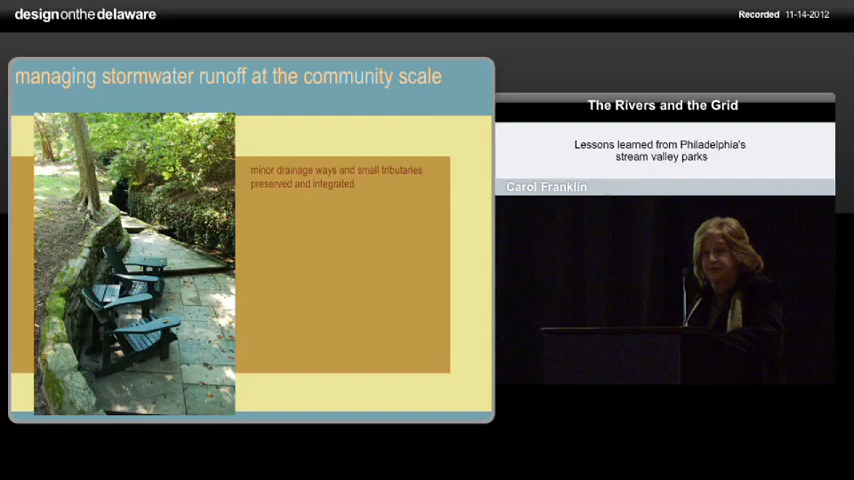 designonthedelaware
Recorded 11-14-2012
managing stormwater runoff at the community scale
minor drainage ways and small tributaries
preserved and integrated
The Rivers and the Grid
Lessons learned from Philadelphia's
stream valley parks
Carol Franklin